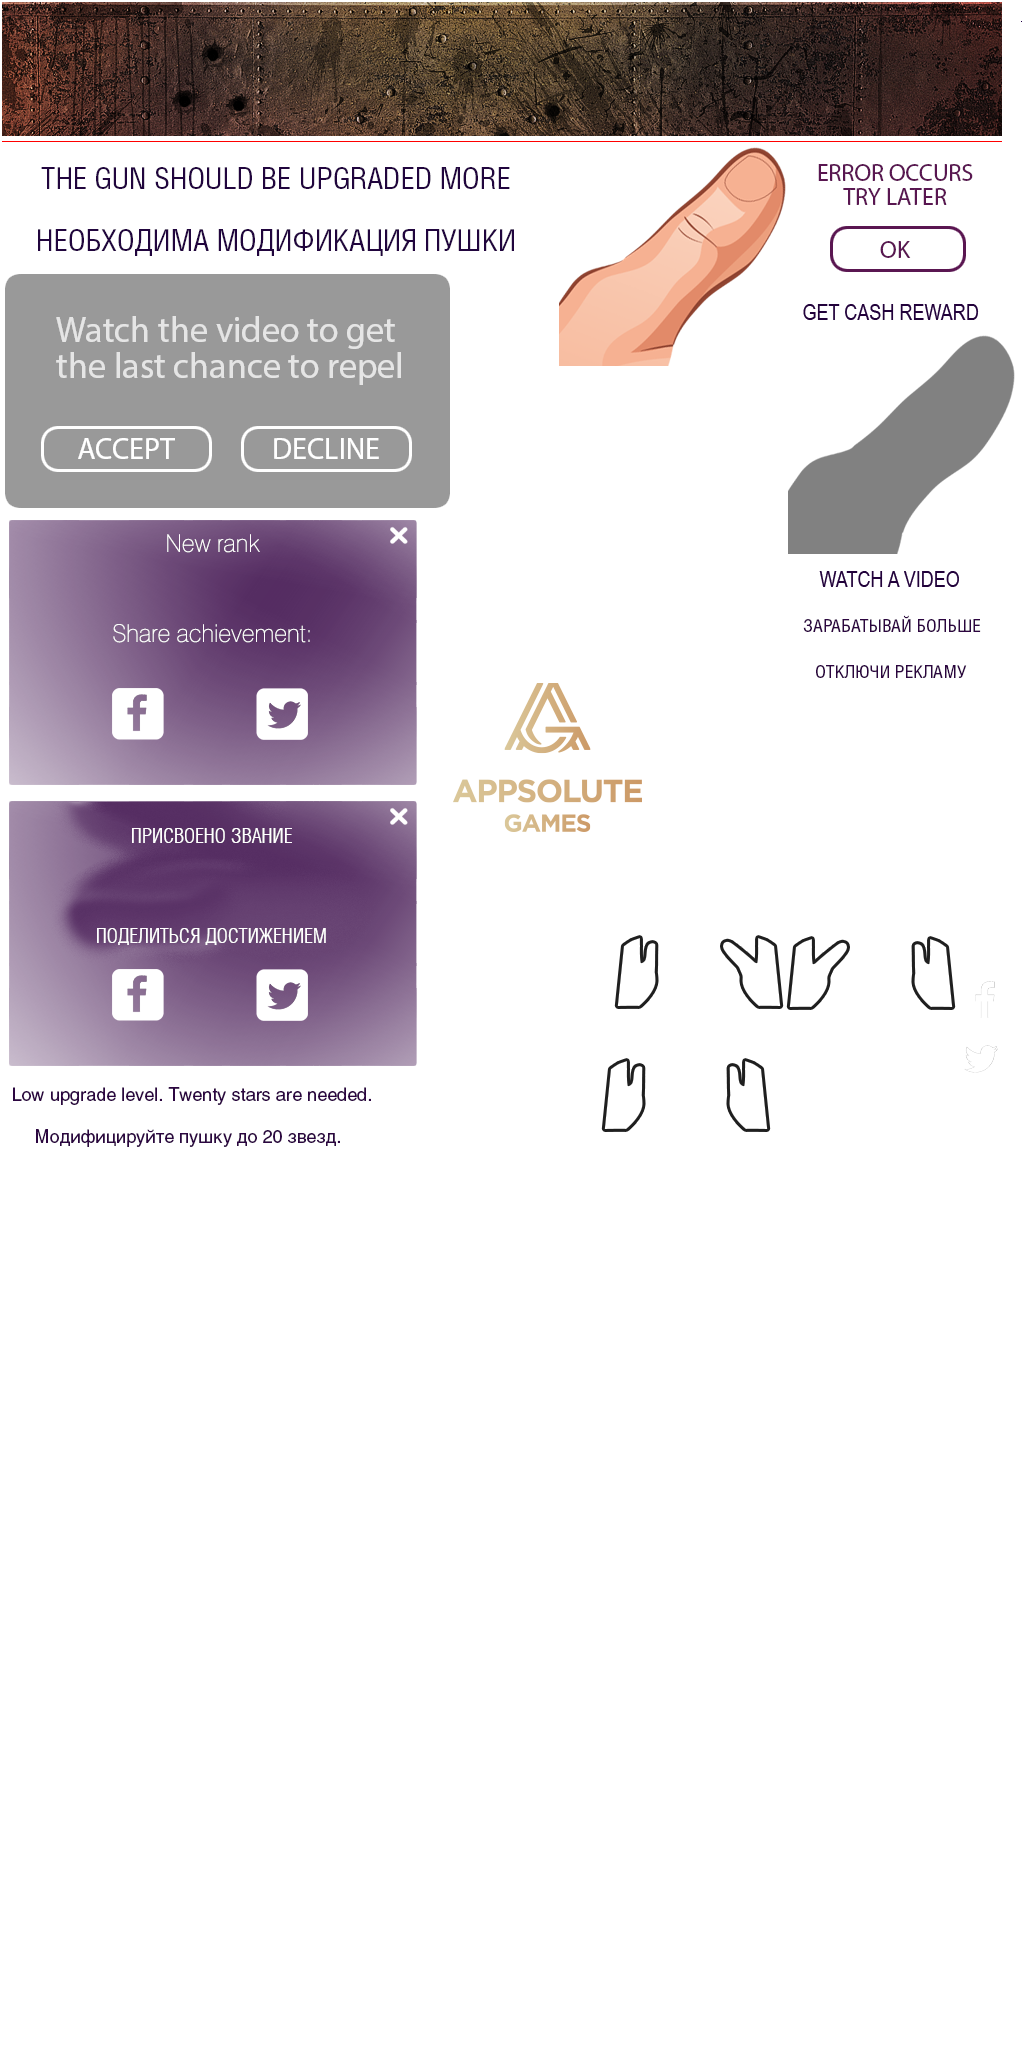 THE GUN SHOULD BE UPGRADED MORE
НЕОБХОДИМА МОДИФИКАЦИЯ ПУШКИ
ERROR OCCURS
TRY LATER
OK
GET CASH REWARD
Watch the video to get
the last chance to repel
ACCEPT
DECLINE
New rank
Share achievement:
WATCH A VIDEO
ЗАРАБАТЫВАЙ БОЛЬШЕ
ОТКЛЮЧИ РЕКЛАМУ
APPSOLUTE
GAMES
ПРИСВОЕНО ЗВАНИЕ
ПОДЕЛИТЬСЯ ДОСТИЖЕНИЕМ
Low upgrade level. Twenty stars are needed.
Модифицируйте пушку до 20 звезд.